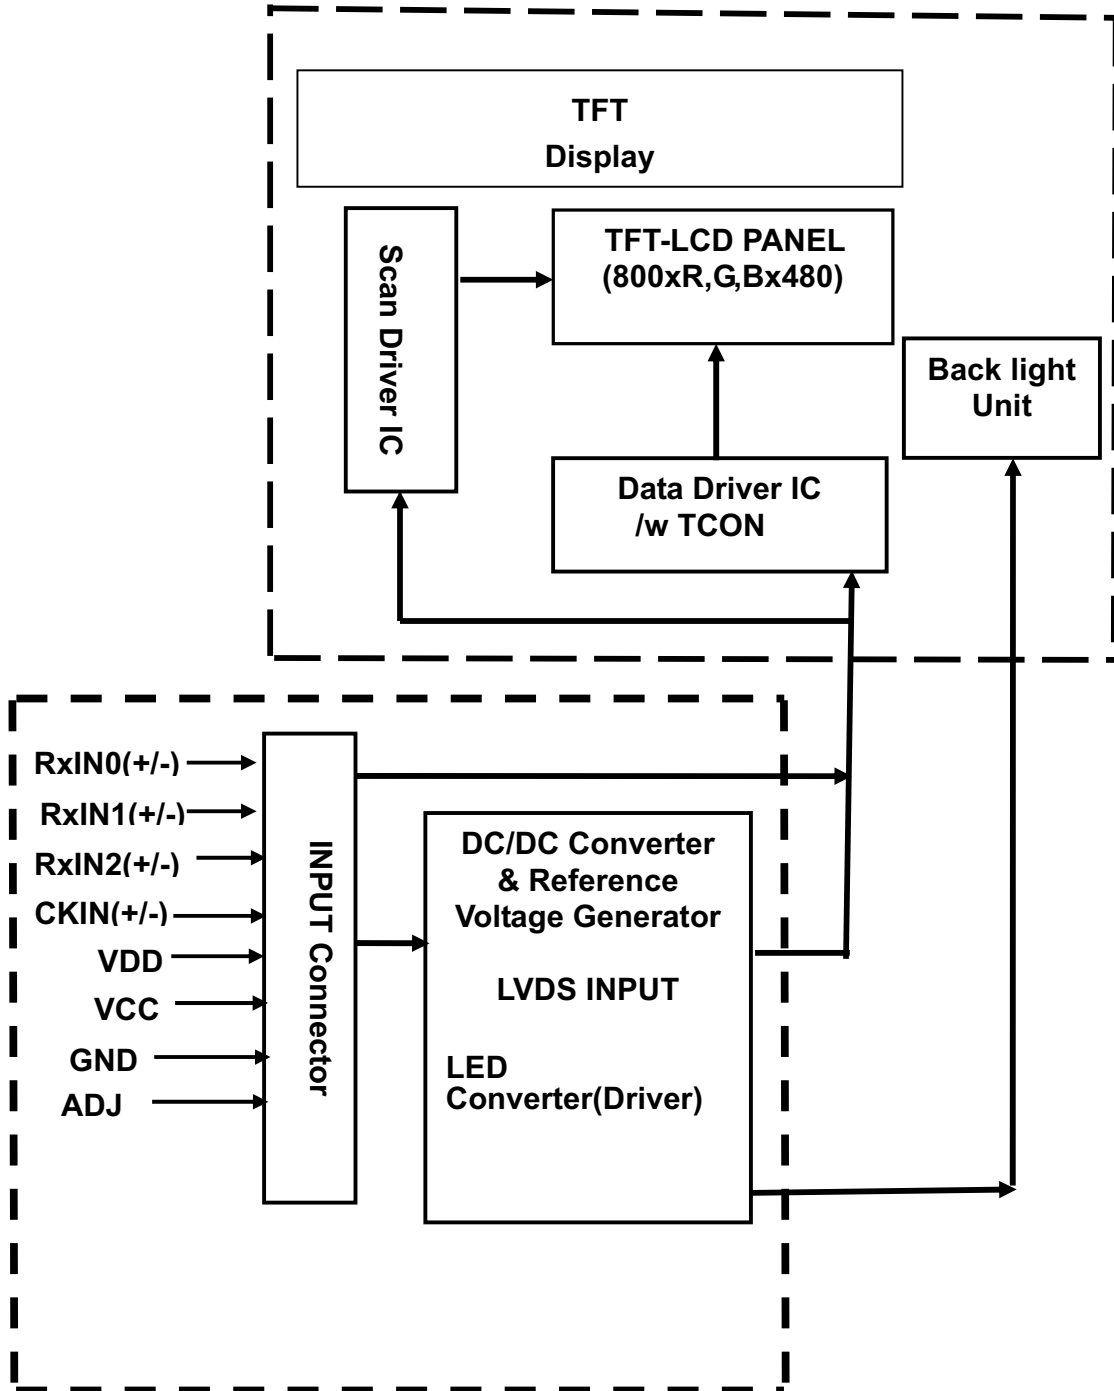 TFT
Display
Scan Driver IC
TFT-LCD PANEL
(800xR,G,Bx480)
Back light
Unit
Data Driver IC
/w TCON
RxIN0(+/-)
RxIN1(+/-)
RxIN2(+/-)
CKIN(+/-)
VDD
VCC
GND
ADJ
INPUT Connector
DC/DC Converter
& Reference
Voltage Generator
LVDS INPUT
LED
Converter(Driver)